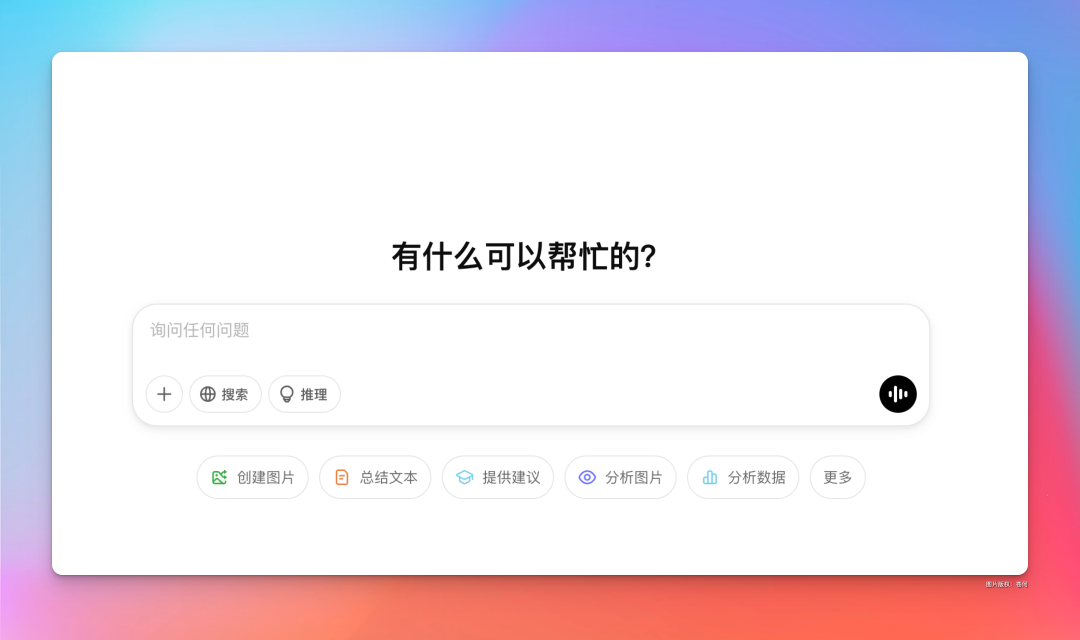 有什么可以帮忙的?
询问任何问题
搜索 推理
创建图片 总结文本 提供建议 分析图片 分析数据 更多